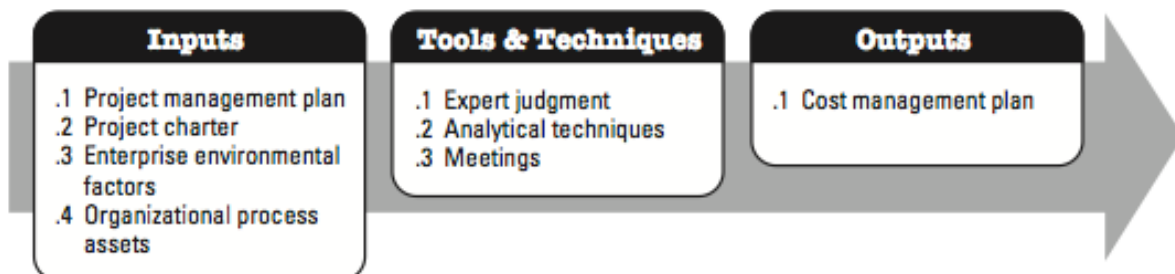 Inputs
.1 Project management plan
.2 Project charter
.3 Enterprise environmental
factors
.4 Organizational process
assets
Tools & Techniques
.1 Expert judgment
.2 Analytical techniques
.3 Meetings
Outputs
.1 Cost management plan